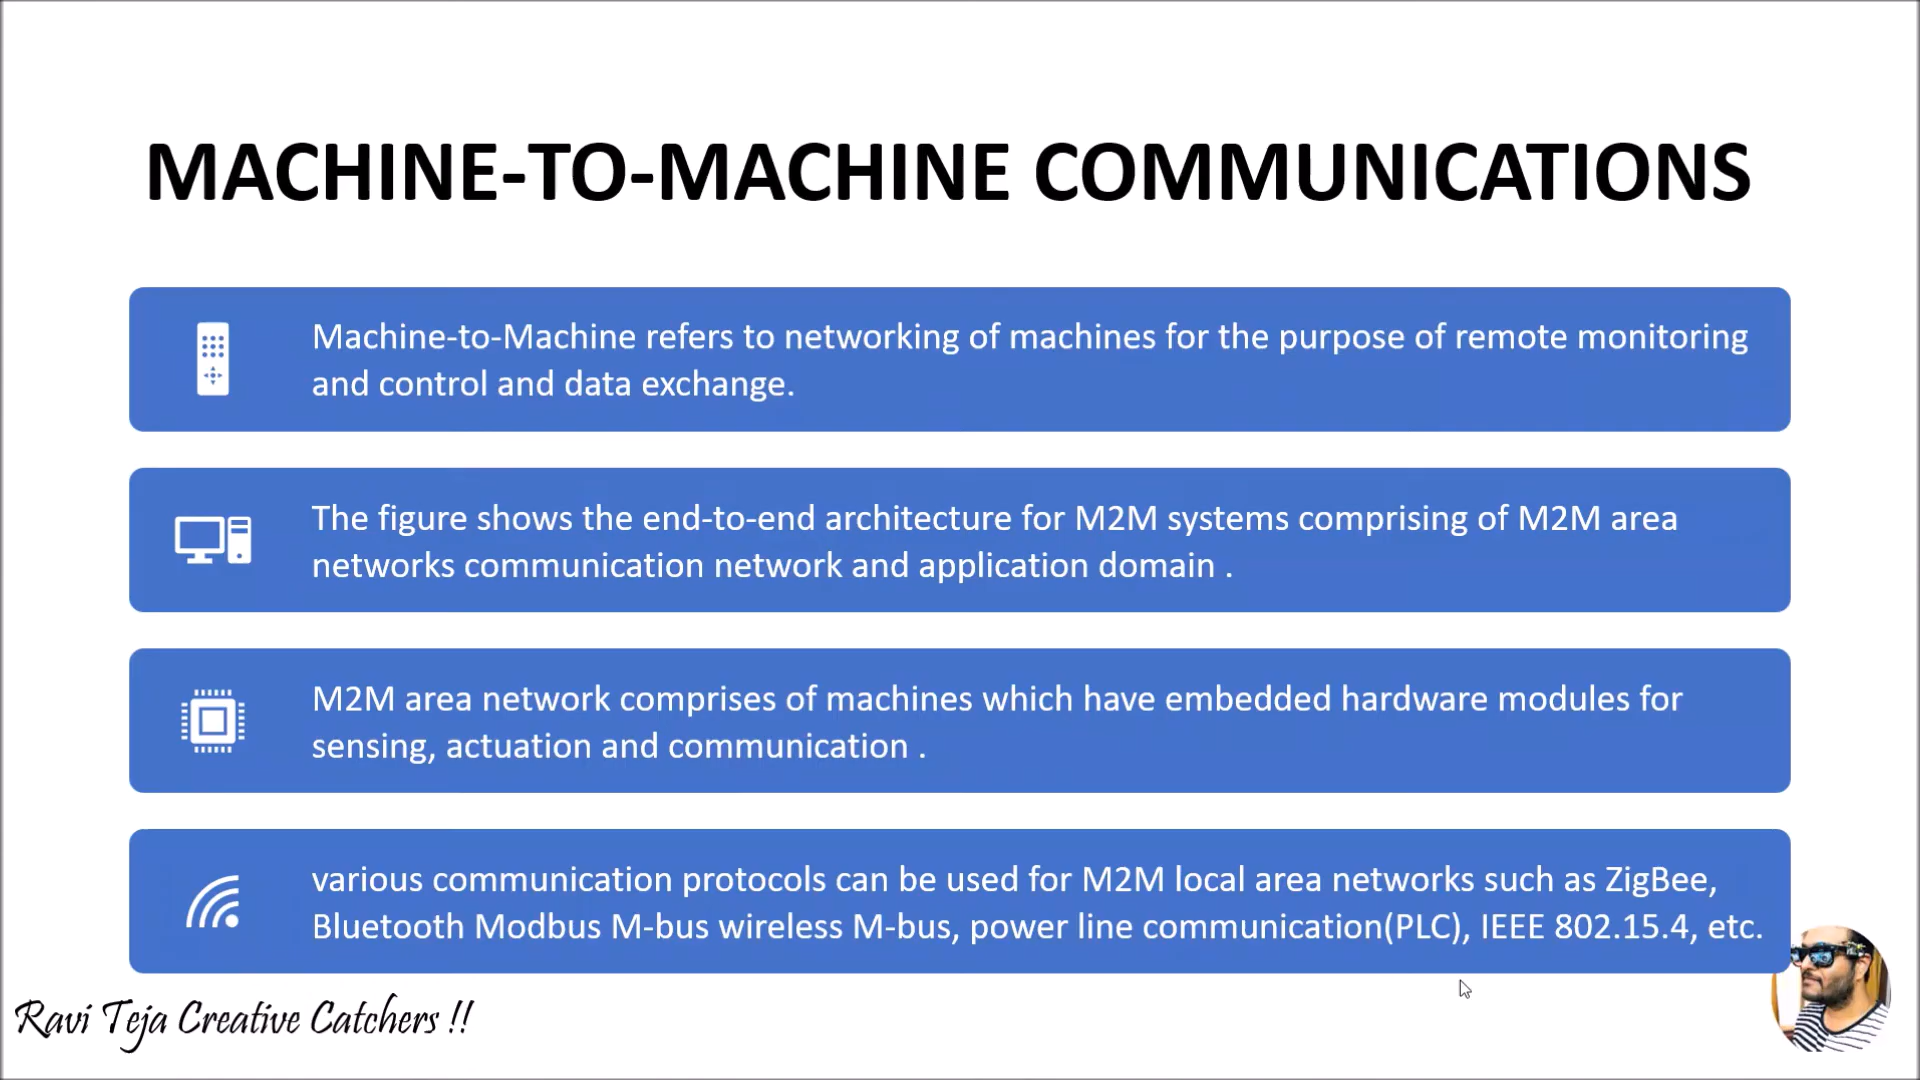 MACHINE-TO-MACHINE COMMUNICATIONS
Machine-to-Machine refers to networking of machines for the purpose of remote monitoring
and control and data exchange.
The figure shows the end-to-end architecture for M2M systems comprising of M2M area
networks communication network and application domain .
M2M area network comprises of machines which have embedded hardware modules for
sensing, actuation and communication .
various communication protocols can be used for M2M local area networks such as ZigBee,
Bluetooth Modbus M-bus wireless M-bus, power line communication(PLC), IEEE 802.15.4, etc.
Ravi Teja Creative Catchers !!